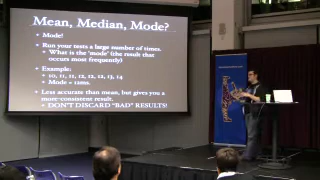 Mean, Median, Mode?
Mode!
Run your tests a large number of times.
What is the 'mode' (the result that
occurs most frequently)
Example:
10, 11, 11, 12, 12, 12, 13, 14
Mode = 12ms.
Less accurate than mean, but gives you a
more-consistent result.
DON'T DISCARD "BAD" RESULTS!